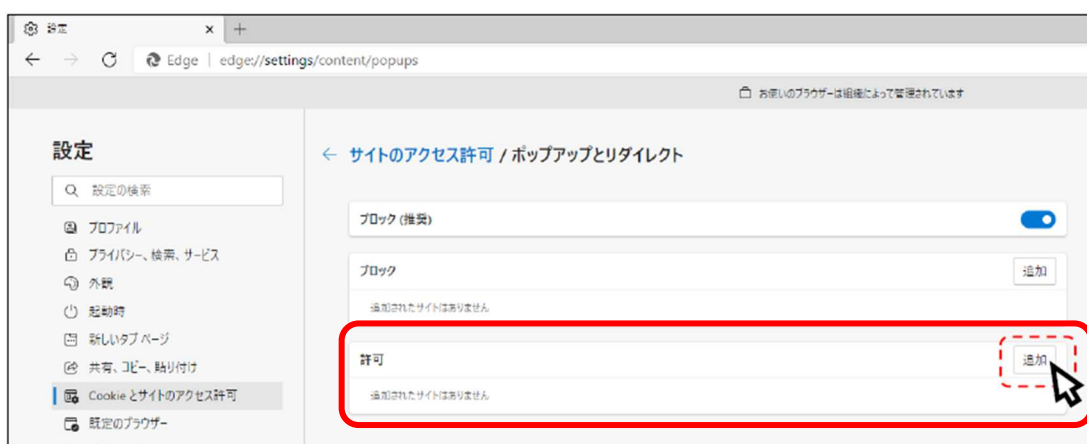 設定
Edge | edge://settings/content/popups
お使いのブラウザーは組織によって管理されています
設定
← サイトのアクセス許可 / ポップアップとリダイレクト
設定の検索
プロファイル
プライバシー、検索、サービス
外観
起動時
新しいタブ ページ
共有、コピー、貼り付け
Cookie とサイトのアクセス許可
既定のブラウザー
ブロック (推奨)
ブロック
追加
追加されたサイトはありません
許可
追加
追加されたサイトはありません